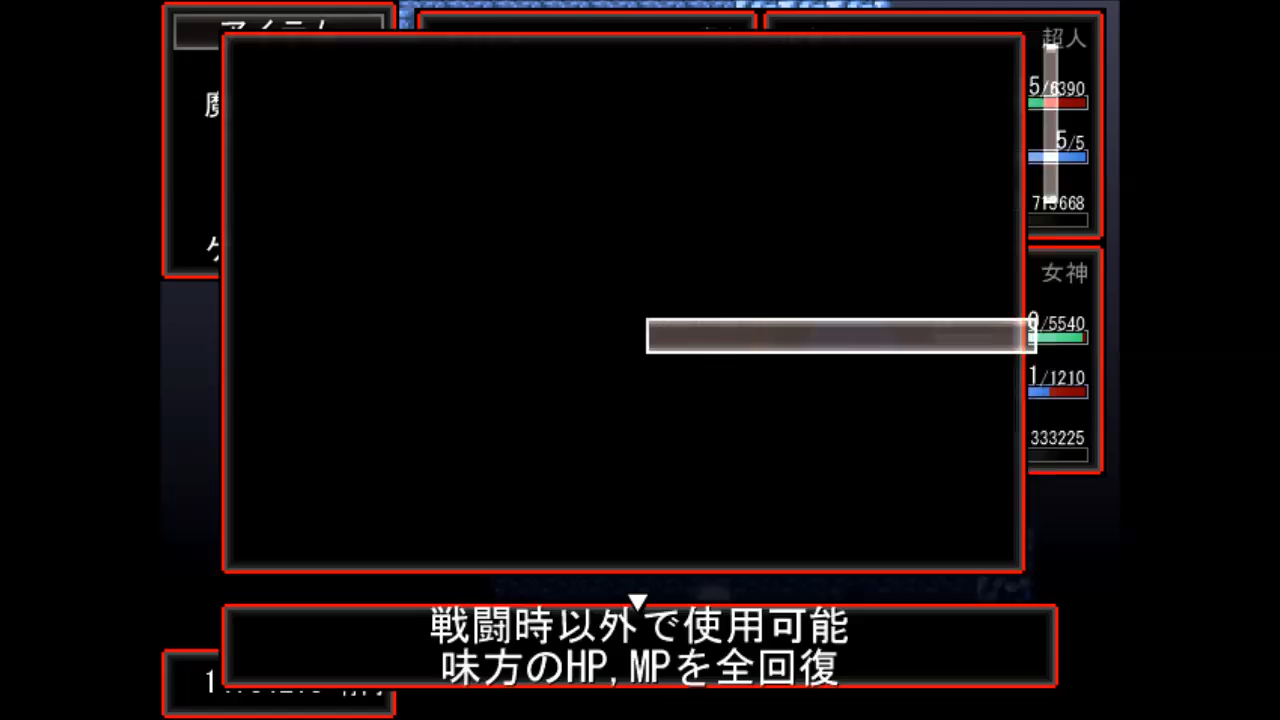 超人
5/6390
5/5
713668
女神
0/5540
1/1210
333225
戦闘時以外で使用可能
味方のHP,MPを全回復